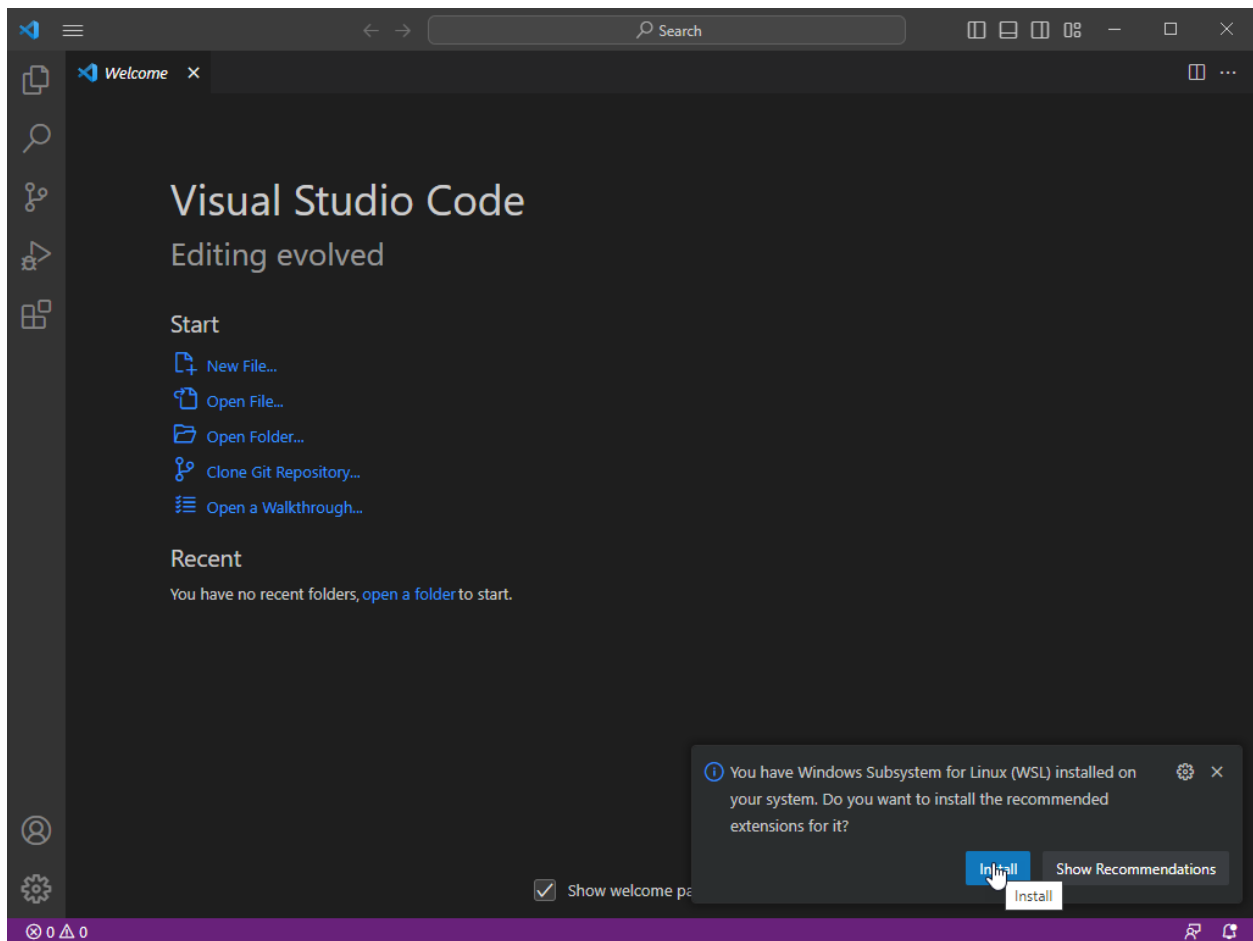 Search
Welcome
Visual Studio Code
Editing evolved
Start
New File...
Open File...
Open Folder...
Clone Git Repository...
Open a Walkthrough...
Recent
You have no recent folders, open a folder to start.
You have Windows Subsystem for Linux (WSL) installed on
your system. Do you want to install the recommended
extensions for it?
Install Show Recommendations
Install
Show welcome pa
0 0